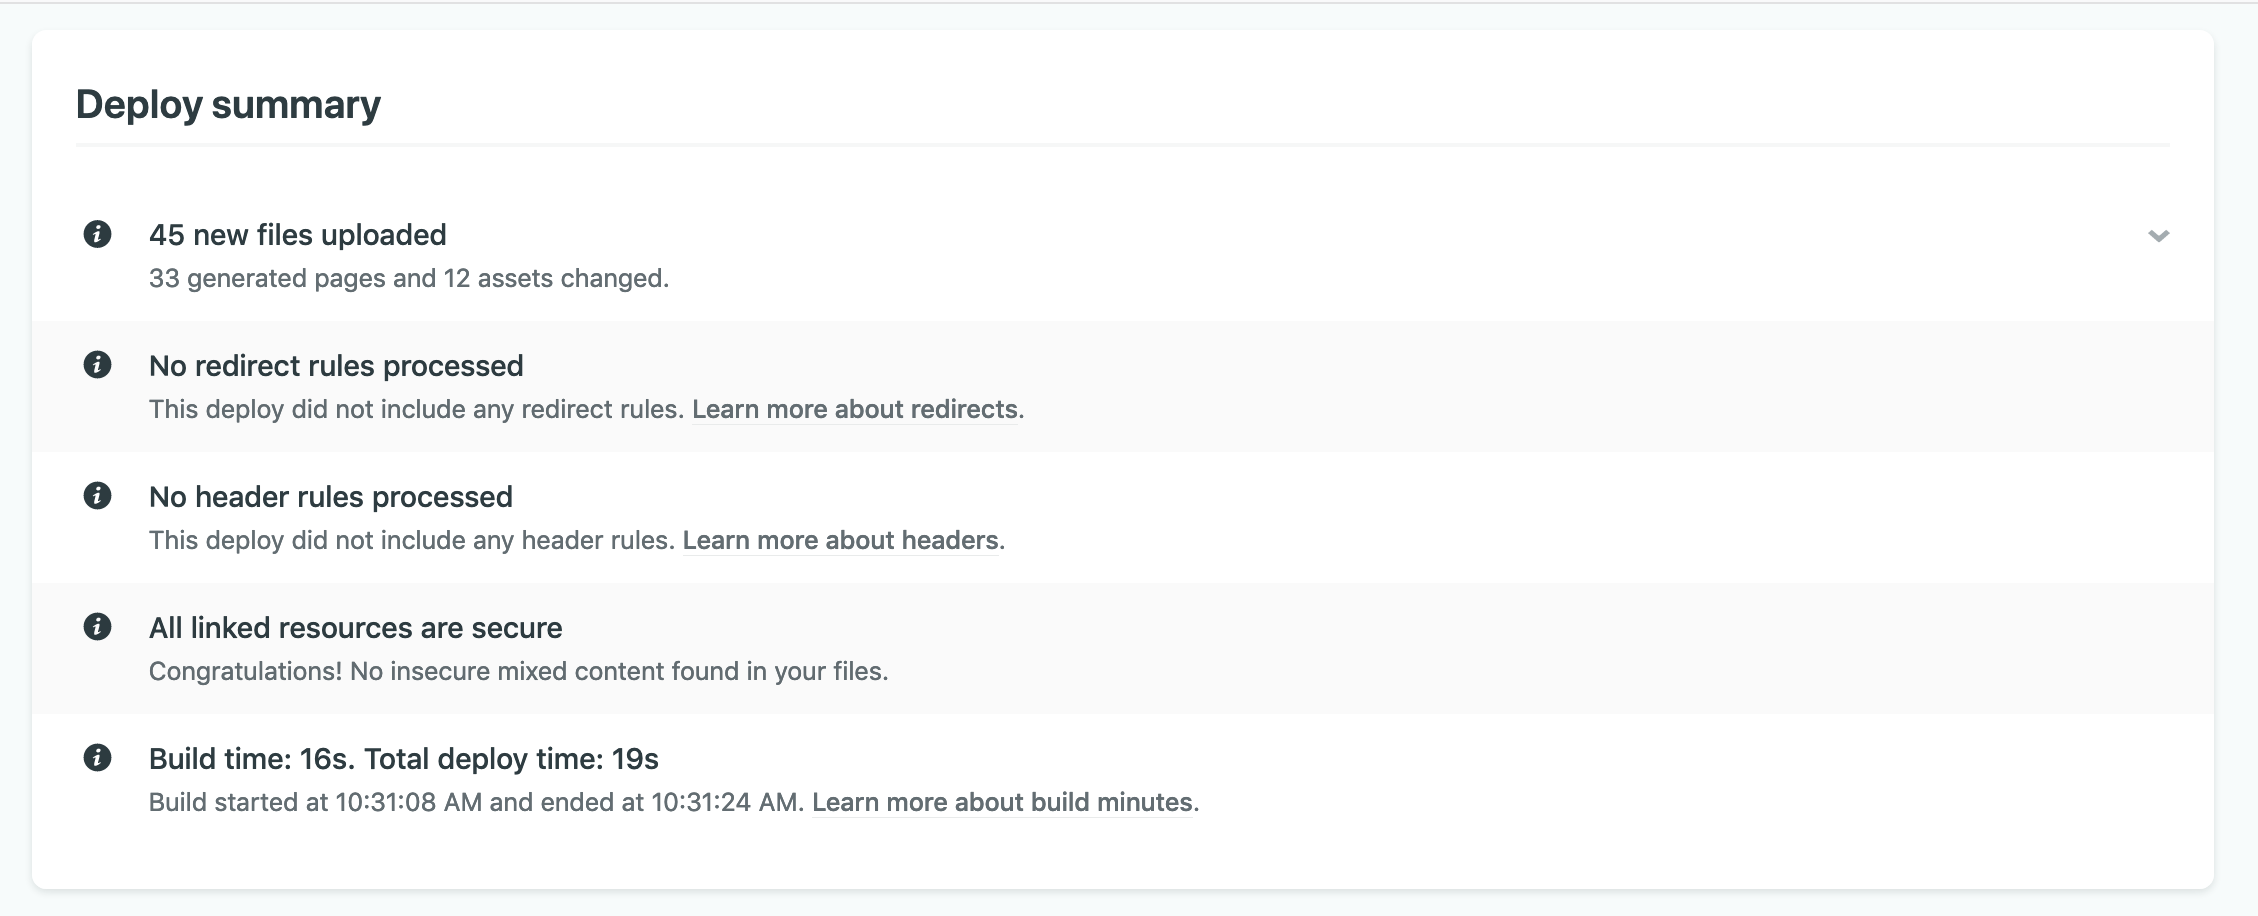 Deploy summary
45 new files uploaded
33 generated pages and 12 assets changed.
No redirect rules processed
This deploy did not include any redirect rules. Learn more about redirects.
No header rules processed
This deploy did not include any header rules. Learn more about headers.
All linked resources are secure
Congratulations! No insecure mixed content found in your files.
Build time: 16s. Total deploy time: 19s
Build started at 10:31:08 AM and ended at 10:31:24 AM. Learn more about build minutes.